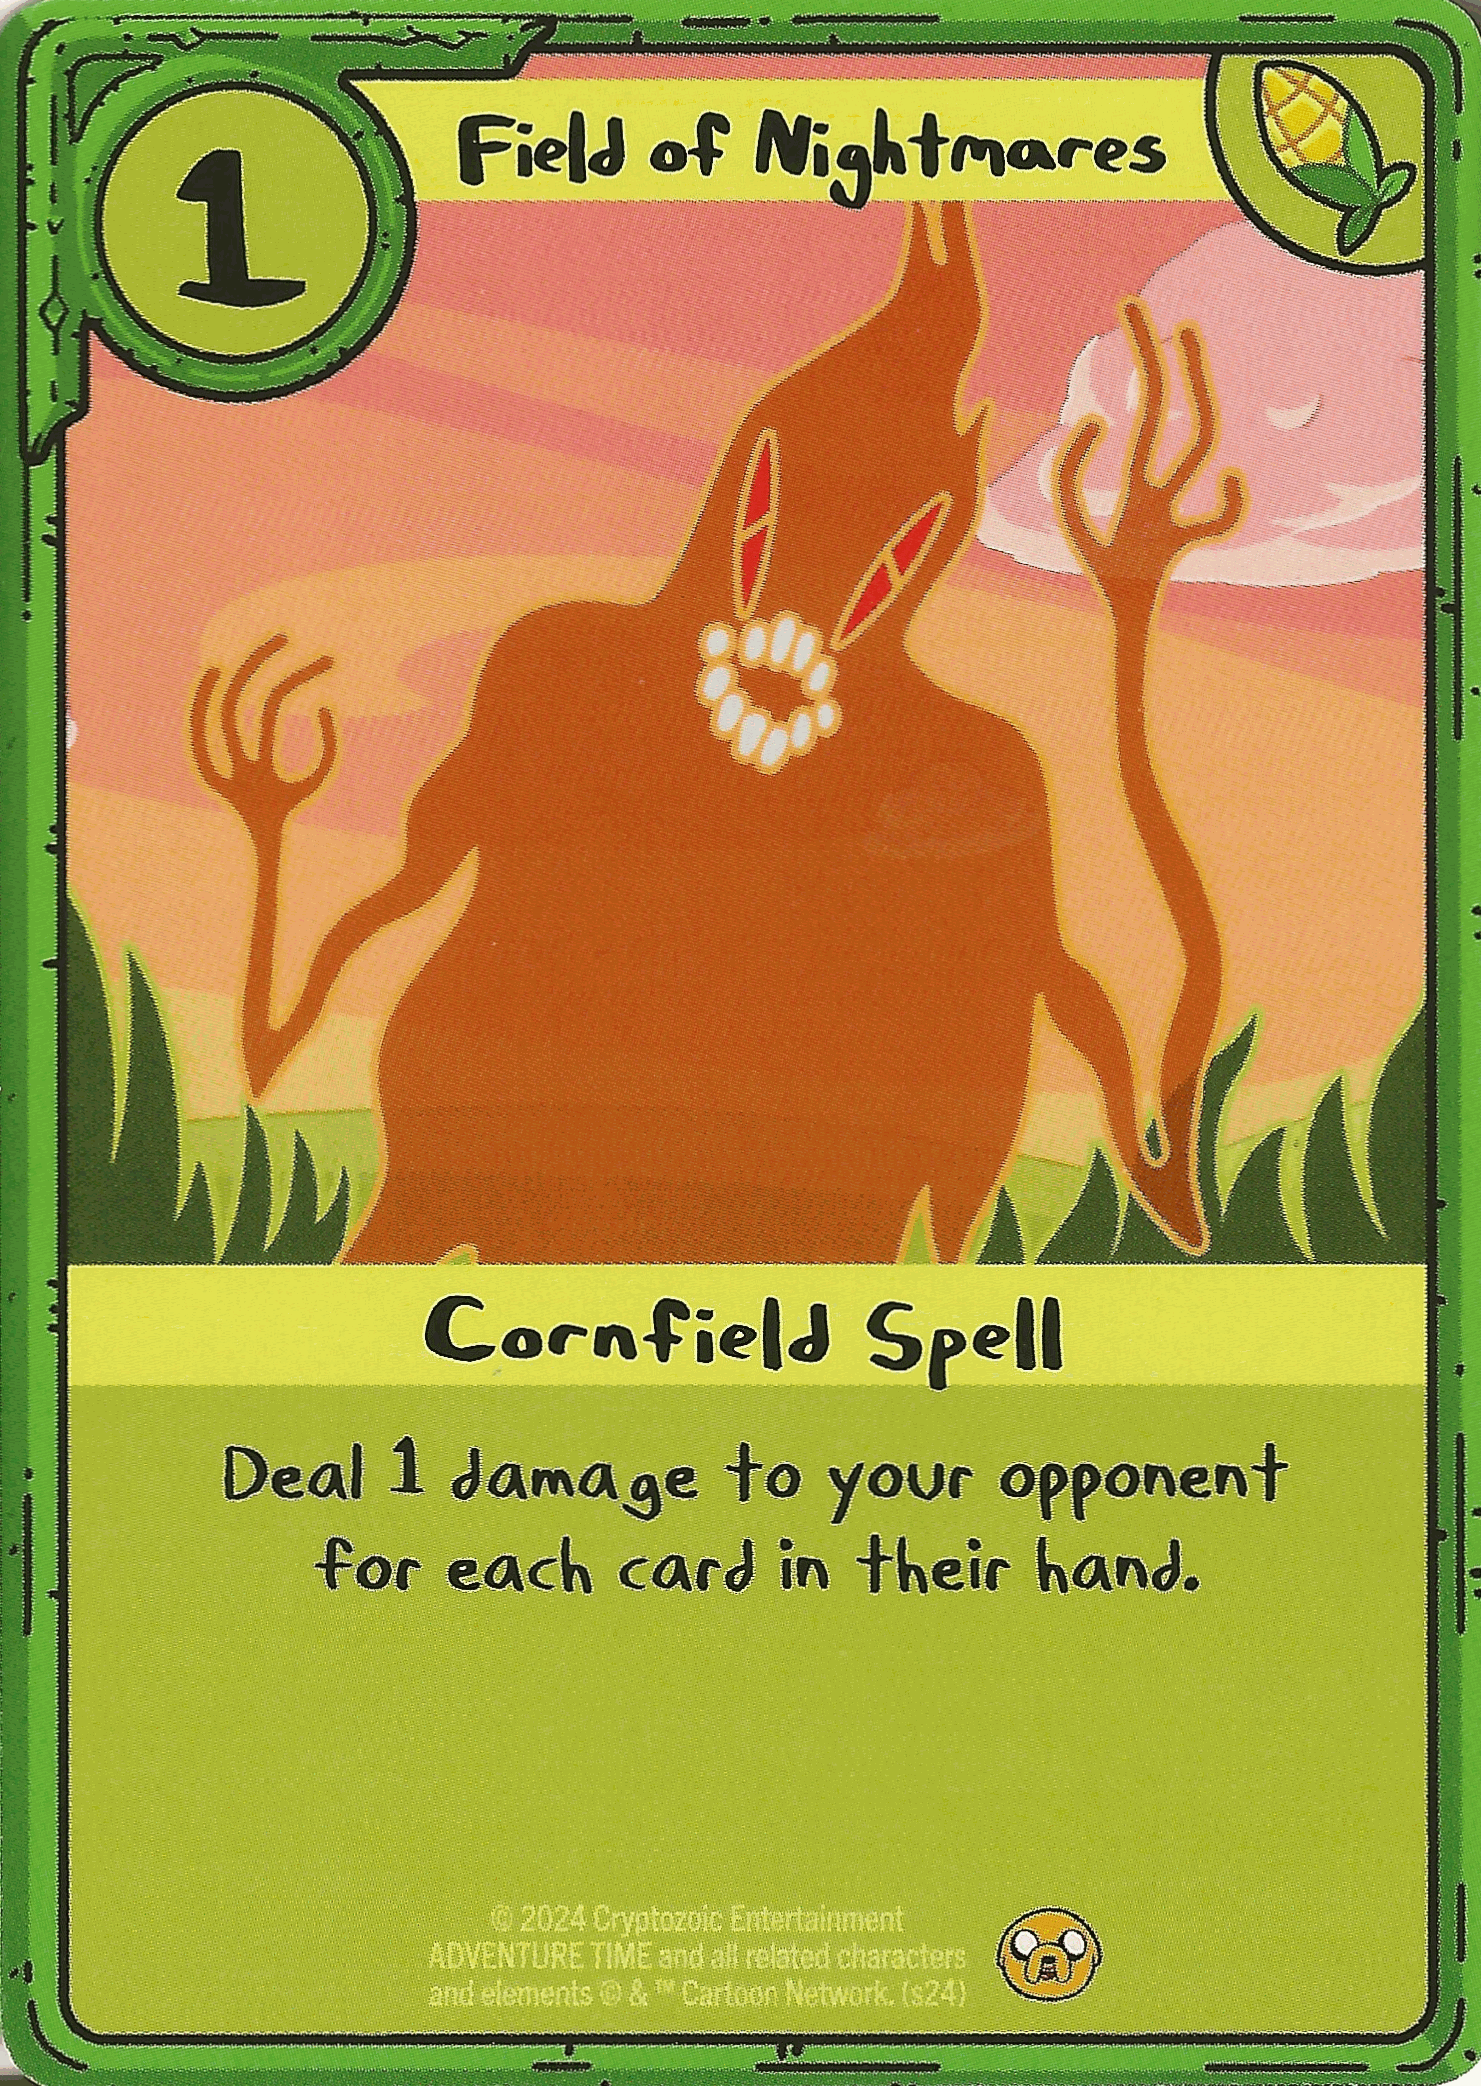 1
Field of Nightmares
Cornfield Spell
Deal 1 damage to your opponent
for each card in their hand.
© 2024 Cryptozoic Entertainment
ADVENTURE TIME and all related characters
and elements © & ™ Cartoon Network. (s24)